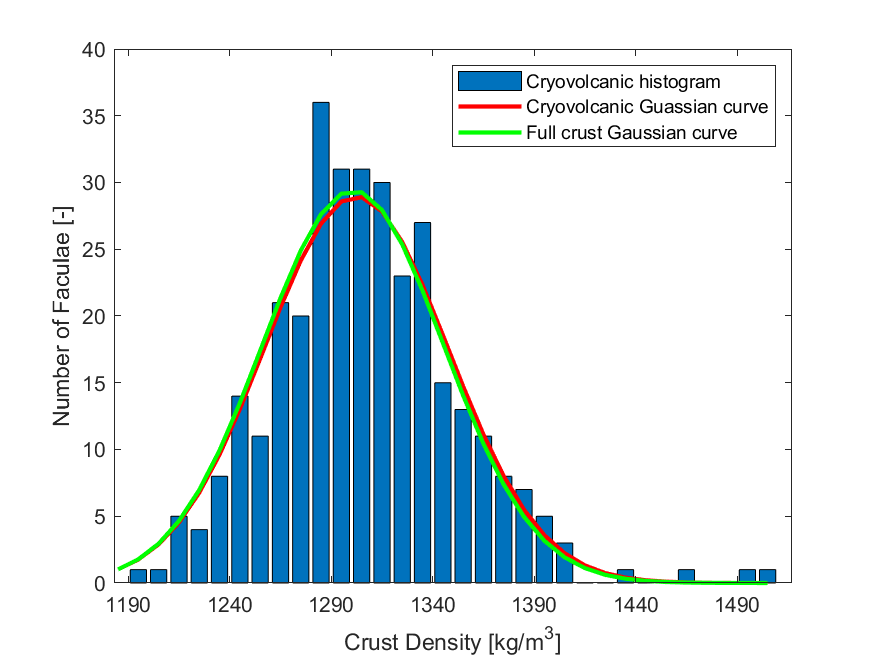 40
35
30
25
20
15
10
5
0
Number of Faculae [-]
Cryovolcanic histogram
Cryovolcanic Guassian curve
Full crust Gaussian curve
1190 1240 1290 1340 1390 1440 1490
Crust Density [kg/m³]